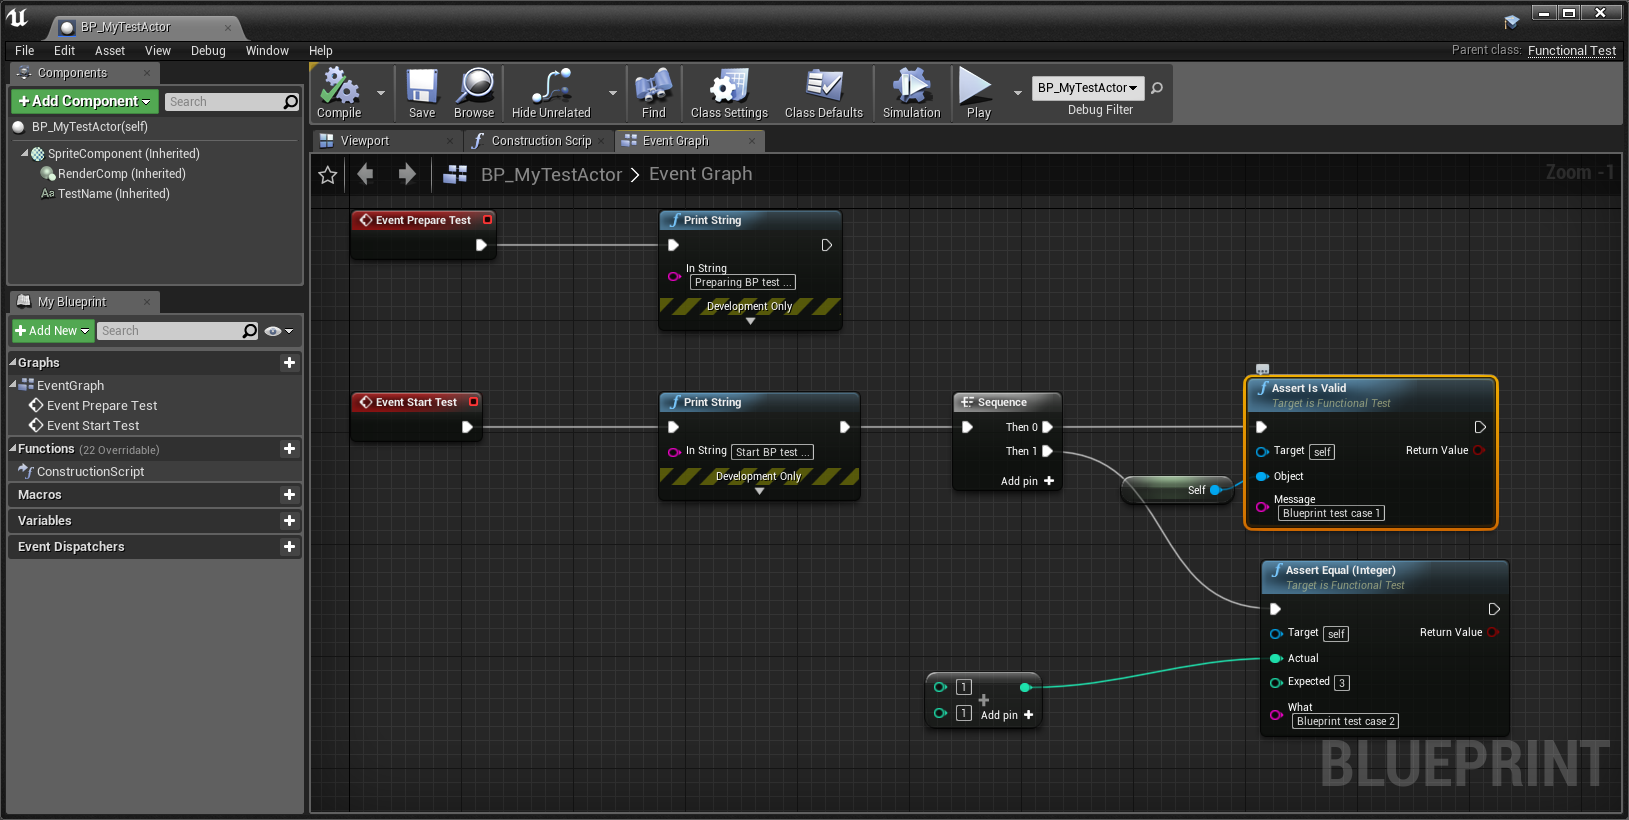 BP_MyTestActor
File Edit Asset View Debug Window Help
Parent class: Functional Test
Components
+Add Component
Search
BP_MyTestActor(self)
SpriteComponent (Inherited)
RenderComp (Inherited)
Aa TestName (Inherited)
My Blueprint
+Add New
Search
Graphs
EventGraph
Event Prepare Test
Event Start Test
Functions (22 Overridable)
ConstructionScript
Macros
Variables
Event Dispatchers
Compile Save Browse Hide Unrelated Find Class Settings Class Defaults Simulation Play
BP_MyTestActor
Debug Filter
Viewport
Construction Scrip
Event Graph
BP_MyTestActor > Event Graph
Zoom -1
Event Prepare Test
Print String
In String
Preparing BP test ...
Development Only
Event Start Test
Print String
In String Start BP test ...
Development Only
Sequence
Then 0
Then 1
Add pin +
Self
Assert Is Valid
Target is Functional Test
Target self
Return Value
Object
Message
Blueprint test case 1
Assert Equal (Integer)
Target is Functional Test
Target self
Return Value
Actual
Expected 3
What
Blueprint test case 2
1
1
+
Add pin +
BLUEPRINT